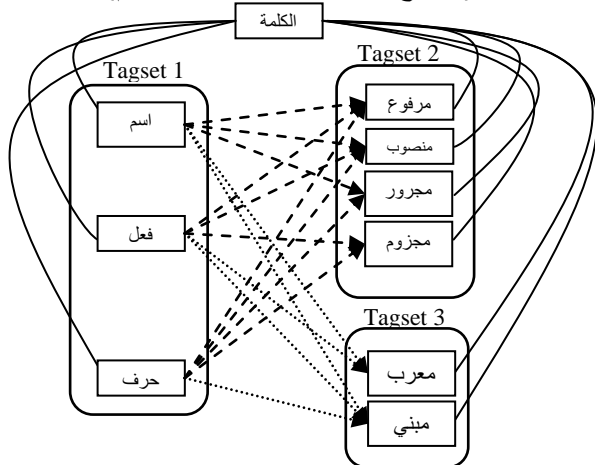 الكلمة
Tagset 1
اسم
فعل
حرف
Tagset 2
مرفوع
منصوب
مجرور
مجزوم
Tagset 3
معرب
مبني